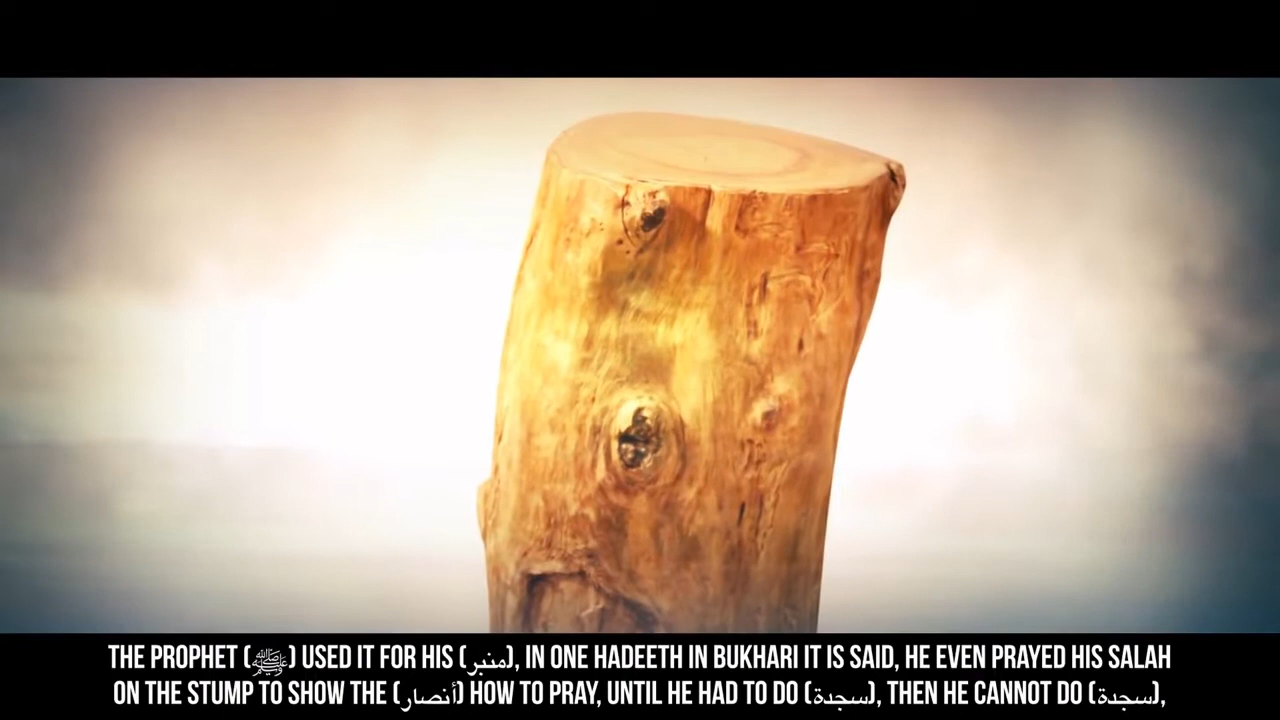 THE PROPHET (ﷺ) USED IT FOR HIS (منبر), IN ONE HADEETH IN BUKHARI IT IS SAID, HE EVEN PRAYED HIS SALAH
ON THE STUMP TO SHOW THE (أنصار) HOW TO PRAY, UNTIL HE HAD TO DO (سجدة), THEN HE CANNOT DO (سجدة),